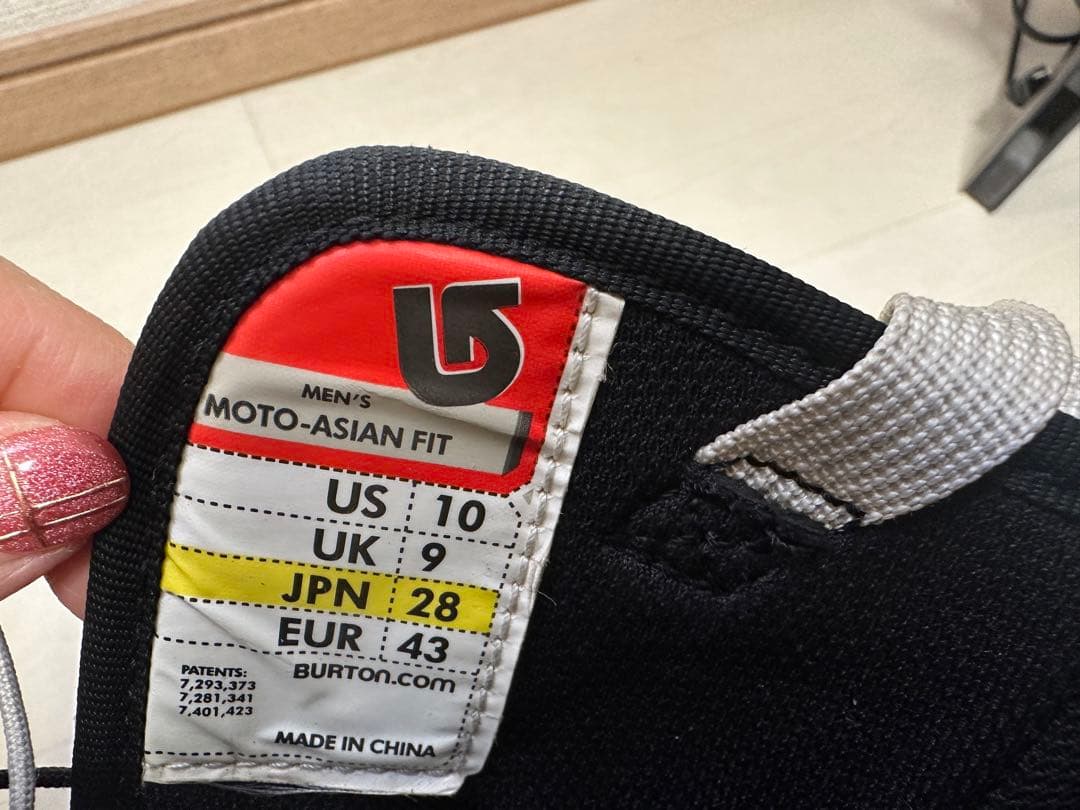 MEN'S
MOTO-ASIAN FIT
US 10
UK 9
JPN 28
EUR 43
BURTON.COM
PATENTS:
7,293,373
7,281,341
7,401,423
MADE IN CHINA